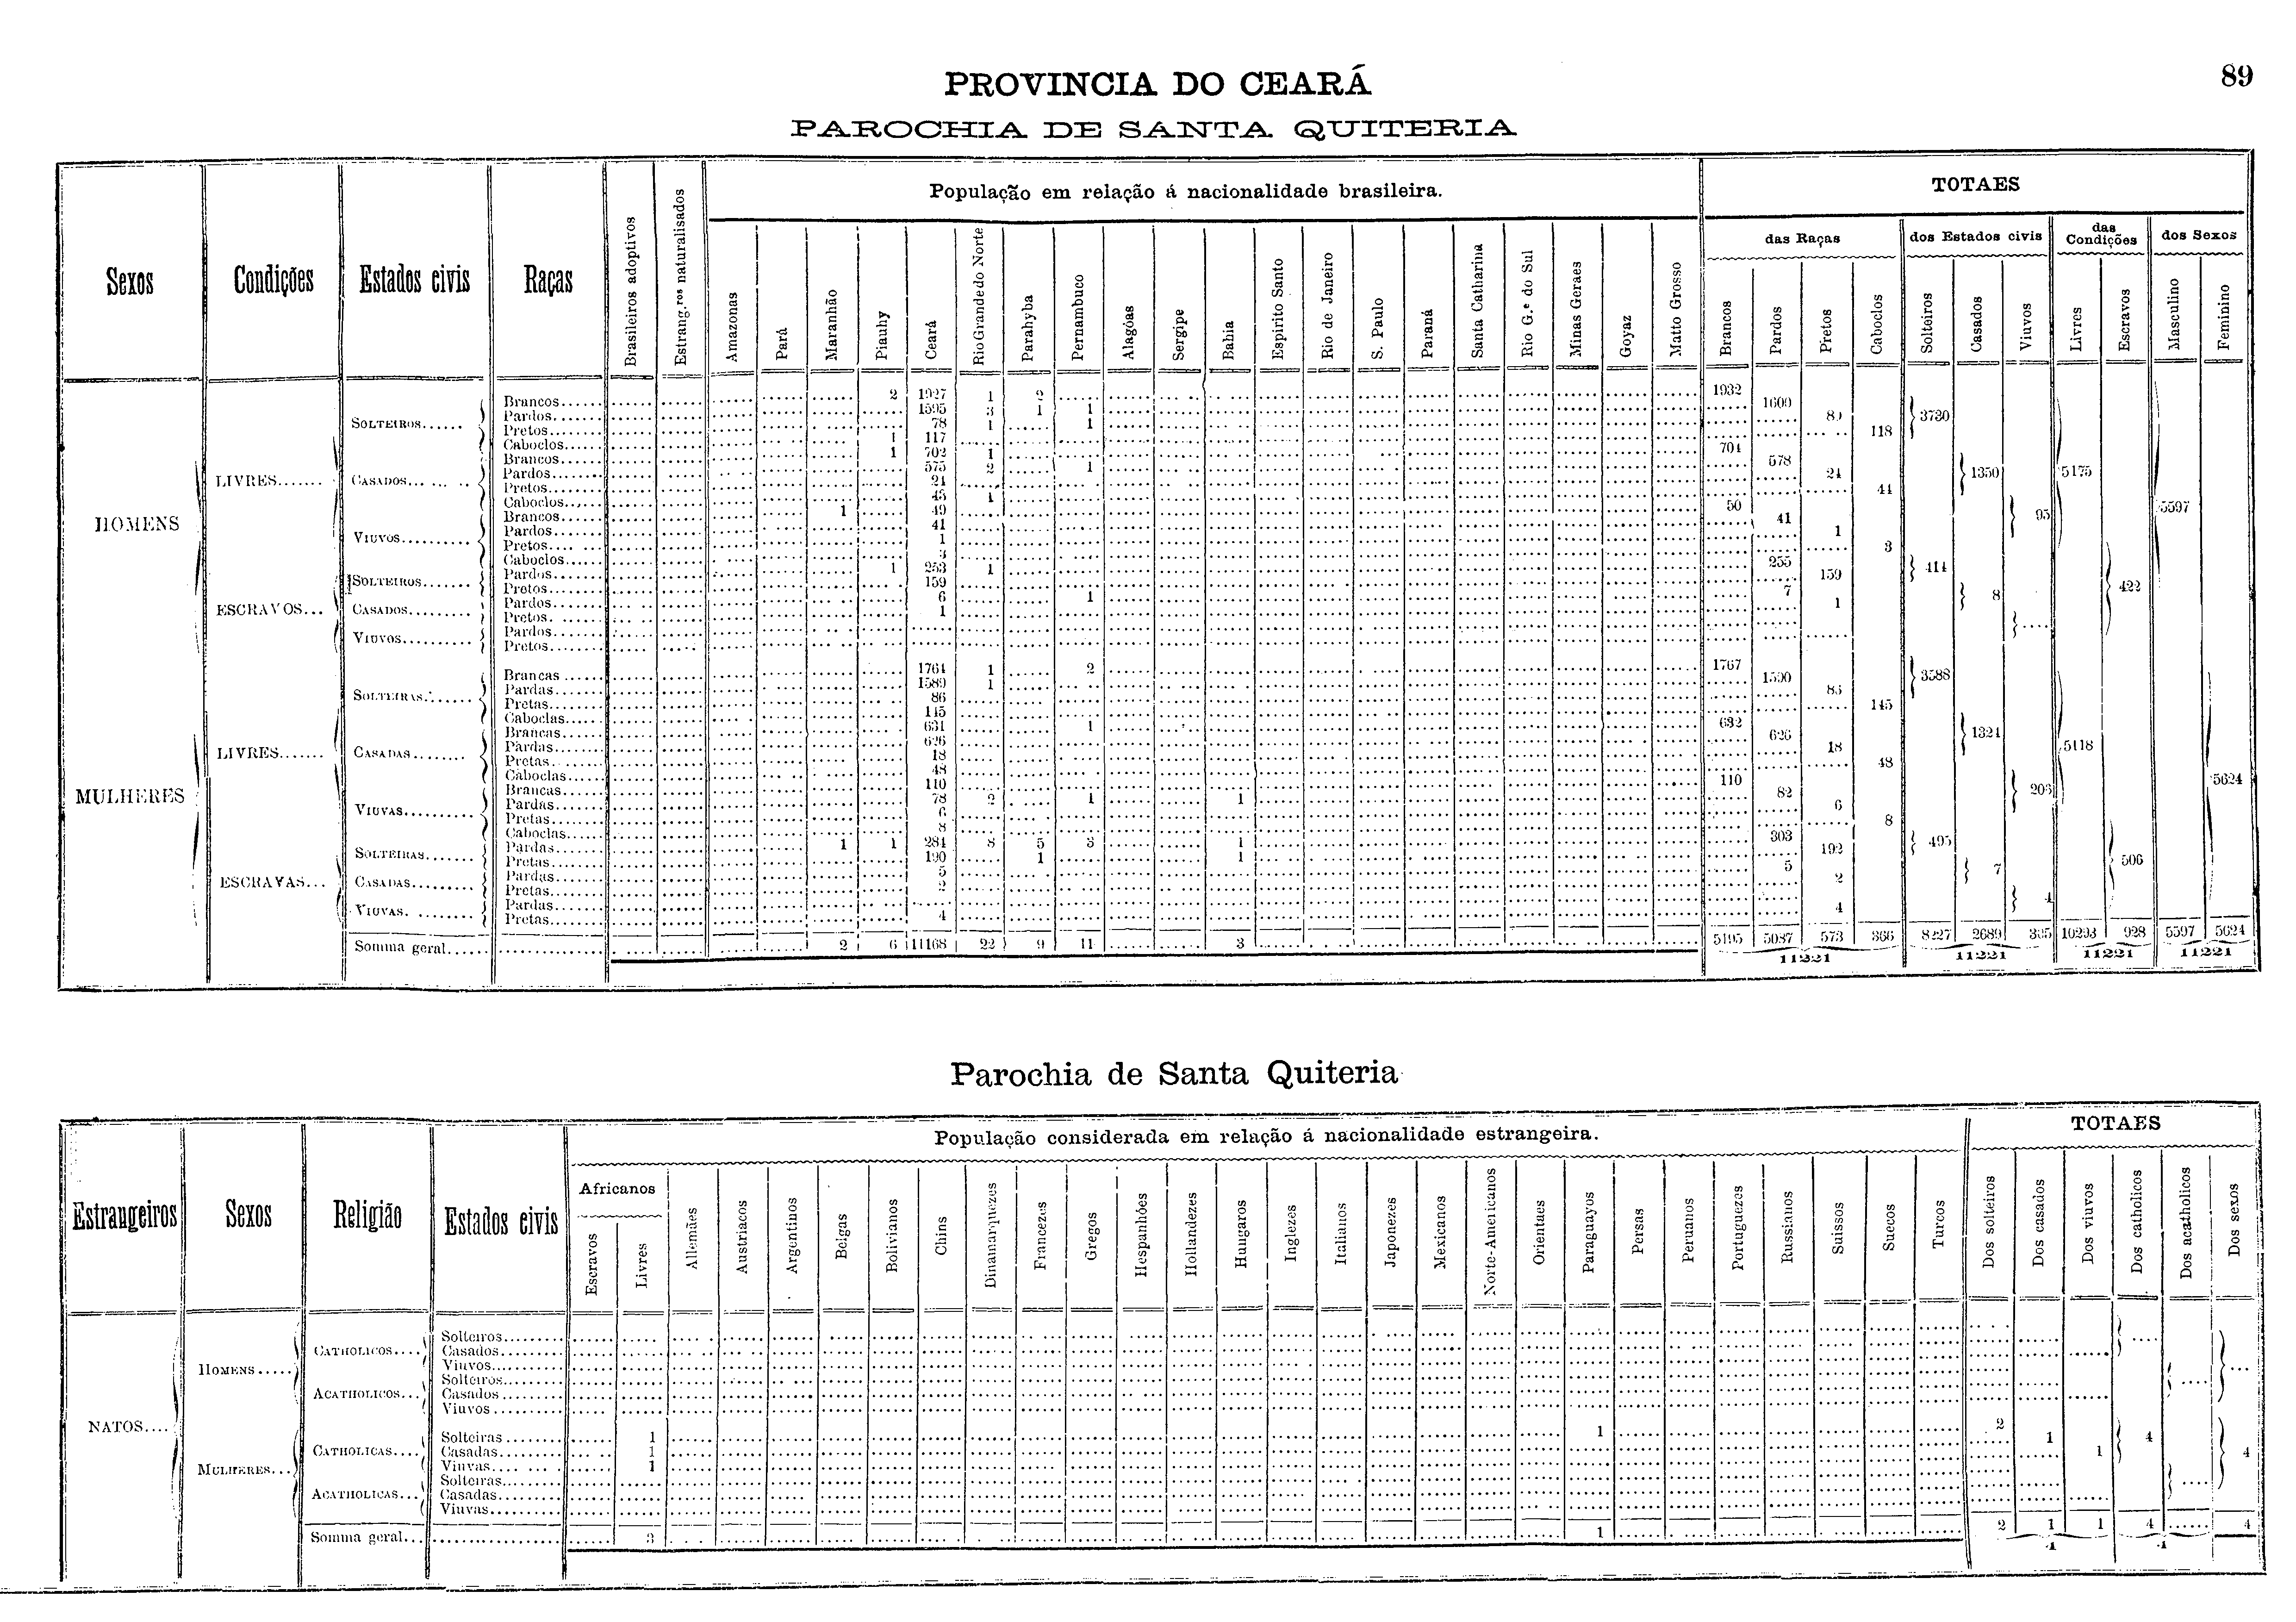 89
PROVINCIA DO CEARÁ
PAROCHIA DE SANTA QUITERIA
Sexos Condições Estados civis Raças Brasileiros adoptivos Estrang.ros naturalisados População em relação á nacionalidade brasileira. TOTAES
das Raças dos Estados civis das Condições dos Sexos
Amazonas Pará Maranhão Piauhy Ceará Rio Grande do Norte Parahyba Pernambuco Alagôas Sergipe Bahia Espirito Santo Rio de Janeiro S. Paulo Paraná Santa Catharina Rio G.e do Sul Minas Geraes Goyaz Matto Grosso Brancos Pardos Pretos Caboclos Solteiros Casados Viuvos Livres Escravos Masculino Feminino
HOMENS LIVRES SOLTEIROS Brancos 2 1927 1 2 1932 3730 5175 5597
Pardos 1595 3 1 1 1600
Pretos 78 1 1
Caboclos 1 117 118
CASADOS Brancos 1 702 1 704 1350
Pardos 575 2 1 578
Pretos 24 24
Caboclos 1 44
VIUVOS Brancos 1 49 50 95
Pardos 41 41
Pretos 1 1
Caboclos 3 3
ESCRAVOS SOLTEIROS Pardos 1 253 1 255 414 422
Pretos 159 159
CASADOS Pardos 6 1 7 8
Pretos 1 1
VIUVOS Pardos
Pretos
MULHERES LIVRES SOLTEIRAS Brancas 1764 1 2 1767 3588 5118 5624
Pardas 1589 1 1590
Pretas 86
Caboclas 145 145
CASADAS Brancas 631 1 632 1324
Pardas 626 626
Pretas 18 18
Caboclas 48 48
VIUVAS Brancas 110 110
Pardas 78 2 1 1 82
Pretas 6 6
Caboclas 8 8
ESCRAVAS SOLTEIRAS Pardas 1 1 284 8 5 3 1 303 495 506
Pretas 190 1 1 192
CASADAS Pardas 5 5 7
Pretas 2 2
VIUVAS Pardas 4
Pretas 4 4
Somma geral 2 6 11168 22 9 11 3 5195 5087 573 366 8227 2689 305 10293 928 5597 5624
11221 11221 11221 11221
Parochia de Santa Quiteria
Estrangeiros Sexos Religião Estados civis População considerada em relação á nacionalidade estrangeira. TOTAES
Africanos
Escravos Livres Allemães Austriacos Argentinos Belgas Bolivianos Chins Dinamarquezes Francezes Gregos Hespanhóes Hollandezes Hungaros Inglezes Italianos Japonezes Mexicanos Norte-Americanos Orientaes Paraguayos Persas Peruanos Portuguezes Russianos Suissos Suecos Turcos Dos solteiros Dos casados Dos viuvos Dos catholicos Dos acatholicos Dos sexos
NATOS HOMENS CATHOLICOS Solteiros
Casados
Viuvos
ACATHOLICOS Solteiros
Casados
Viuvos
MULHERES CATHOLICAS Solteiras 1 1 2 4 4
Casadas 1 1
Viuvas 1 1
ACATHOLICAS Solteiras
Casadas
Viuvas
Somma geral 3 1 2 1 1 4 4
4 4